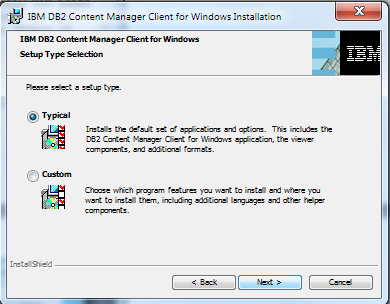 IBM DB2 Content Manager Client for Windows Installation
IBM DB2 Content Manager Client for Windows
Setup Type Selection
IBM
Please select a setup type.
Typical
Installs the default set of applications and options. This includes the
DB2 Content Manager Client for Windows application, the viewer
components, and additional formats.
Custom
Choose which program features you want to install and where you
want to install them, including additional languages and other helper
components.
InstallShield
< Back
Next >
Cancel